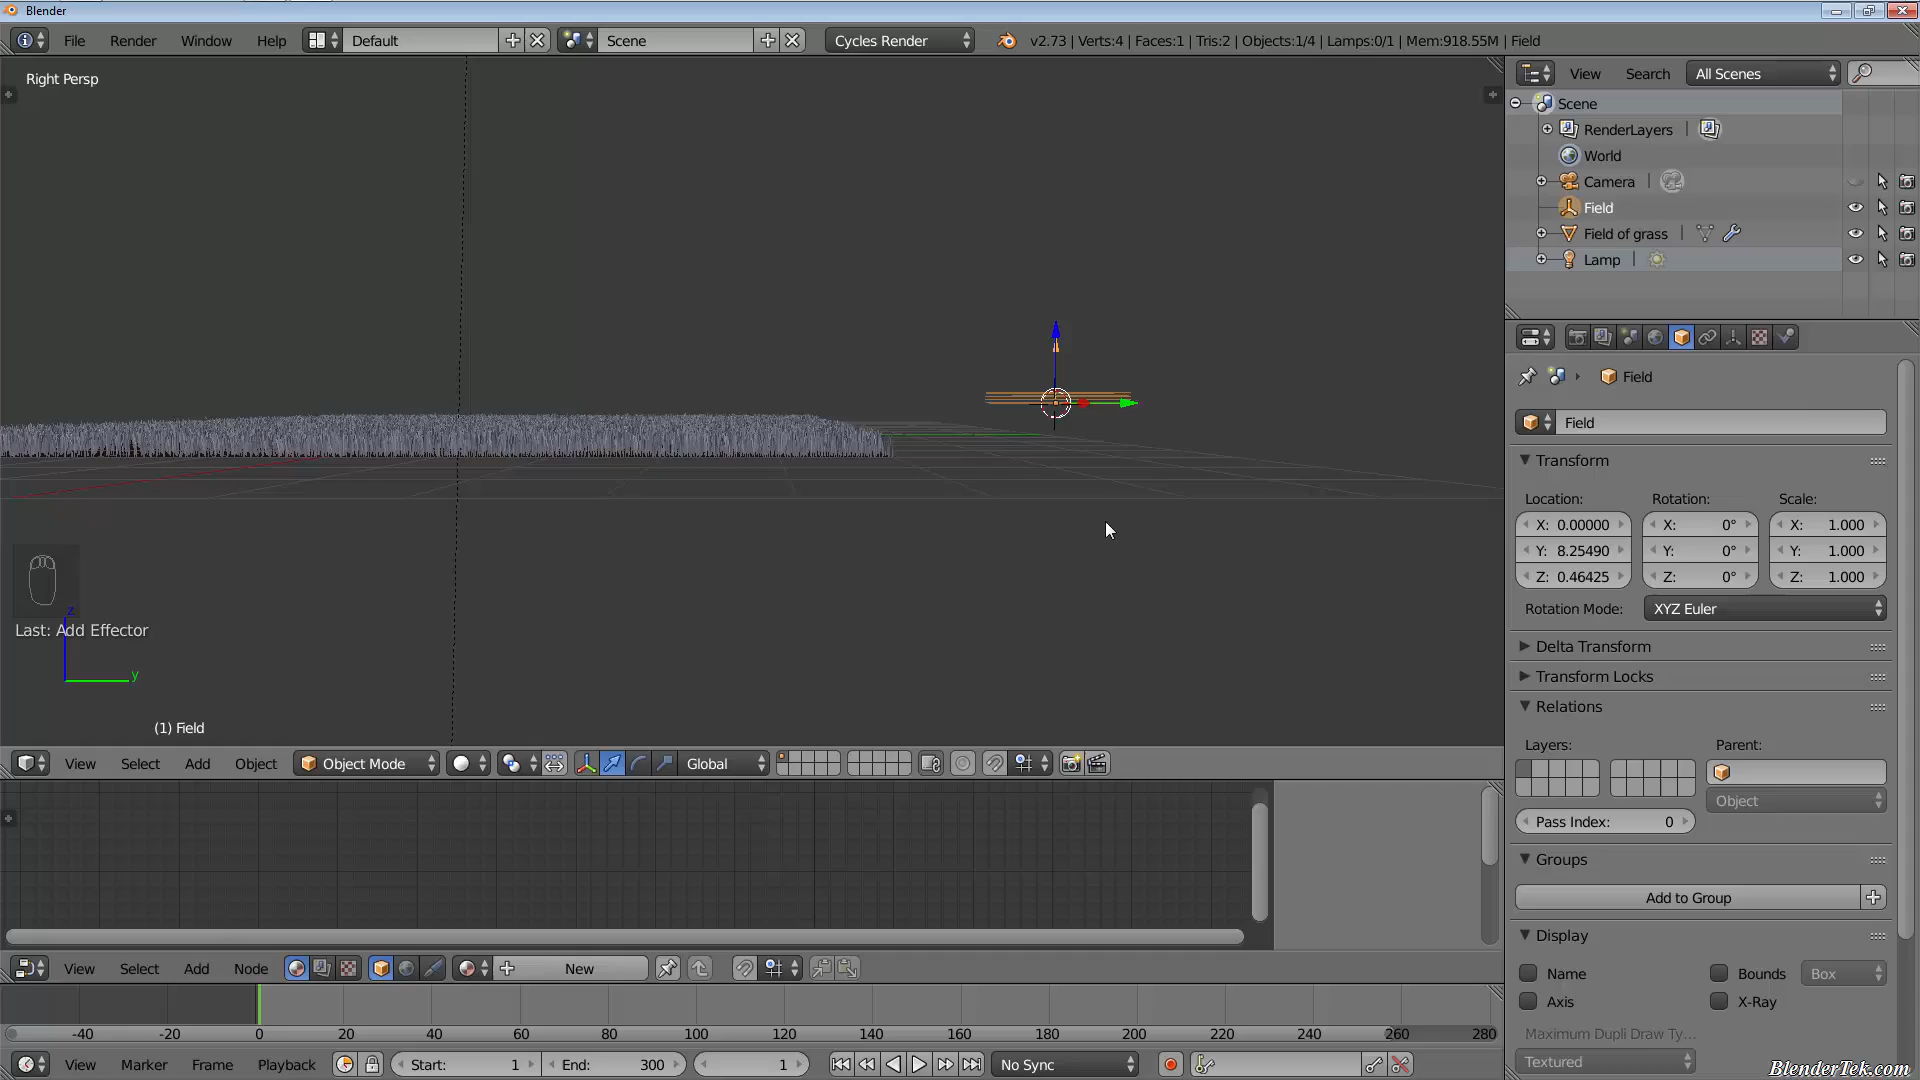 Blender
File Render Window Help Default Scene Cycles Render v2.73 | Verts:4 | Faces:1 | Tris:2 | Objects:1/4 | Lamps:0/1 | Mem:918.55M | Field
Right Persp
View Search All Scenes
Scene
RenderLayers
World
Camera
Field
Field of grass
Lamp
Field
Field
Transform
Location: Rotation: Scale:
X: 0.00000 X: 0° X: 1.000
Y: 8.25490 Y: 0° Y: 1.000
Z: 0.46425 Z: 0° Z: 1.000
Rotation Mode: XYZ Euler
Delta Transform
Transform Locks
Relations
Layers: Parent:
Object
Pass Index: 0
Groups
Add to Group
Display
Name Bounds Box
Axis X-Ray
Maximum Dupli Draw Ty...
Textured
z
Last: Add Effector
y
(1) Field
View Select Add Object Object Mode Global
View Select Add Node New
-40 -20 0 20 40 60 80 100 120 140 160 180 200 220 240 260 280
View Marker Frame Playback Start: 1 End: 300 1 No Sync
BlenderTek.com